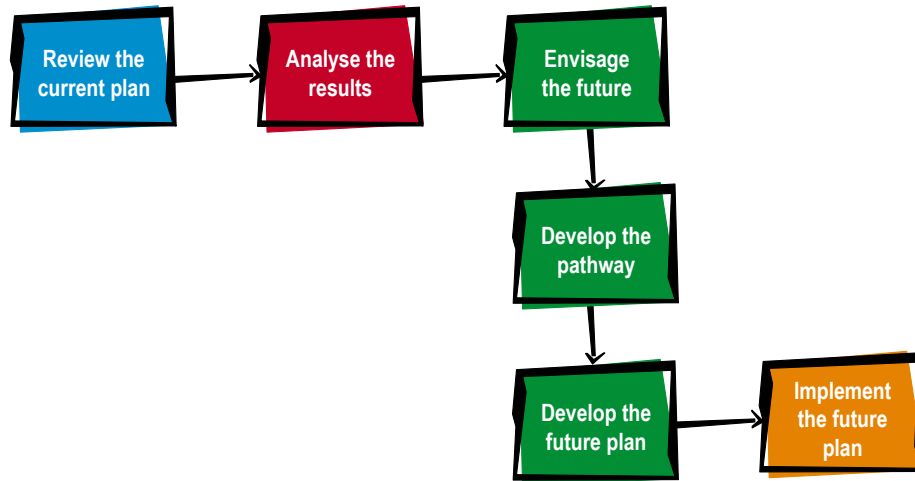 Review the
current plan
Analyse the
results
Envisage
the future
Develop the
pathway
Develop the
future plan
Implement
the future
plan